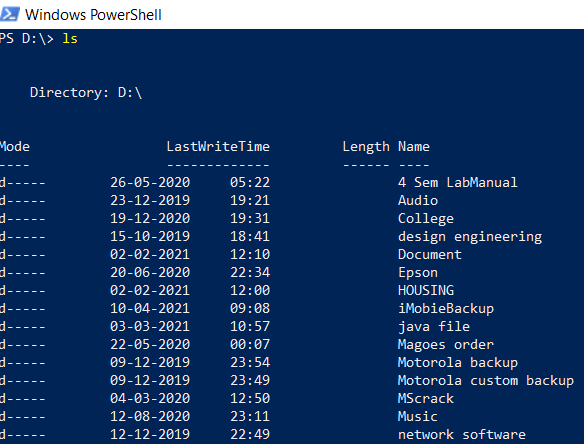 Windows PowerShell
PS D:\> ls
Directory: D:\
Mode                 LastWriteTime         Length Name
----                 -------------         ------ ----
d-----        26-05-2020     05:22                4 Sem LabManual
d-----        23-12-2019     19:21                Audio
d-----        19-12-2020     19:31                College
d-----        15-10-2019     18:41                design engineering
d-----        02-02-2021     12:10                Document
d-----        20-06-2020     22:34                Epson
d-----        02-02-2021     12:00                HOUSING
d-----        10-04-2021     09:08                iMobieBackup
d-----        03-03-2021     10:57                java file
d-----        22-05-2020     00:07                Magoes order
d-----        09-12-2019     23:54                Motorola backup
d-----        09-12-2019     23:49                Motorola custom backup
d-----        04-03-2020     12:50                MScrack
d-----        12-08-2020     23:11                Music
d-----        12-12-2019     22:49                network software